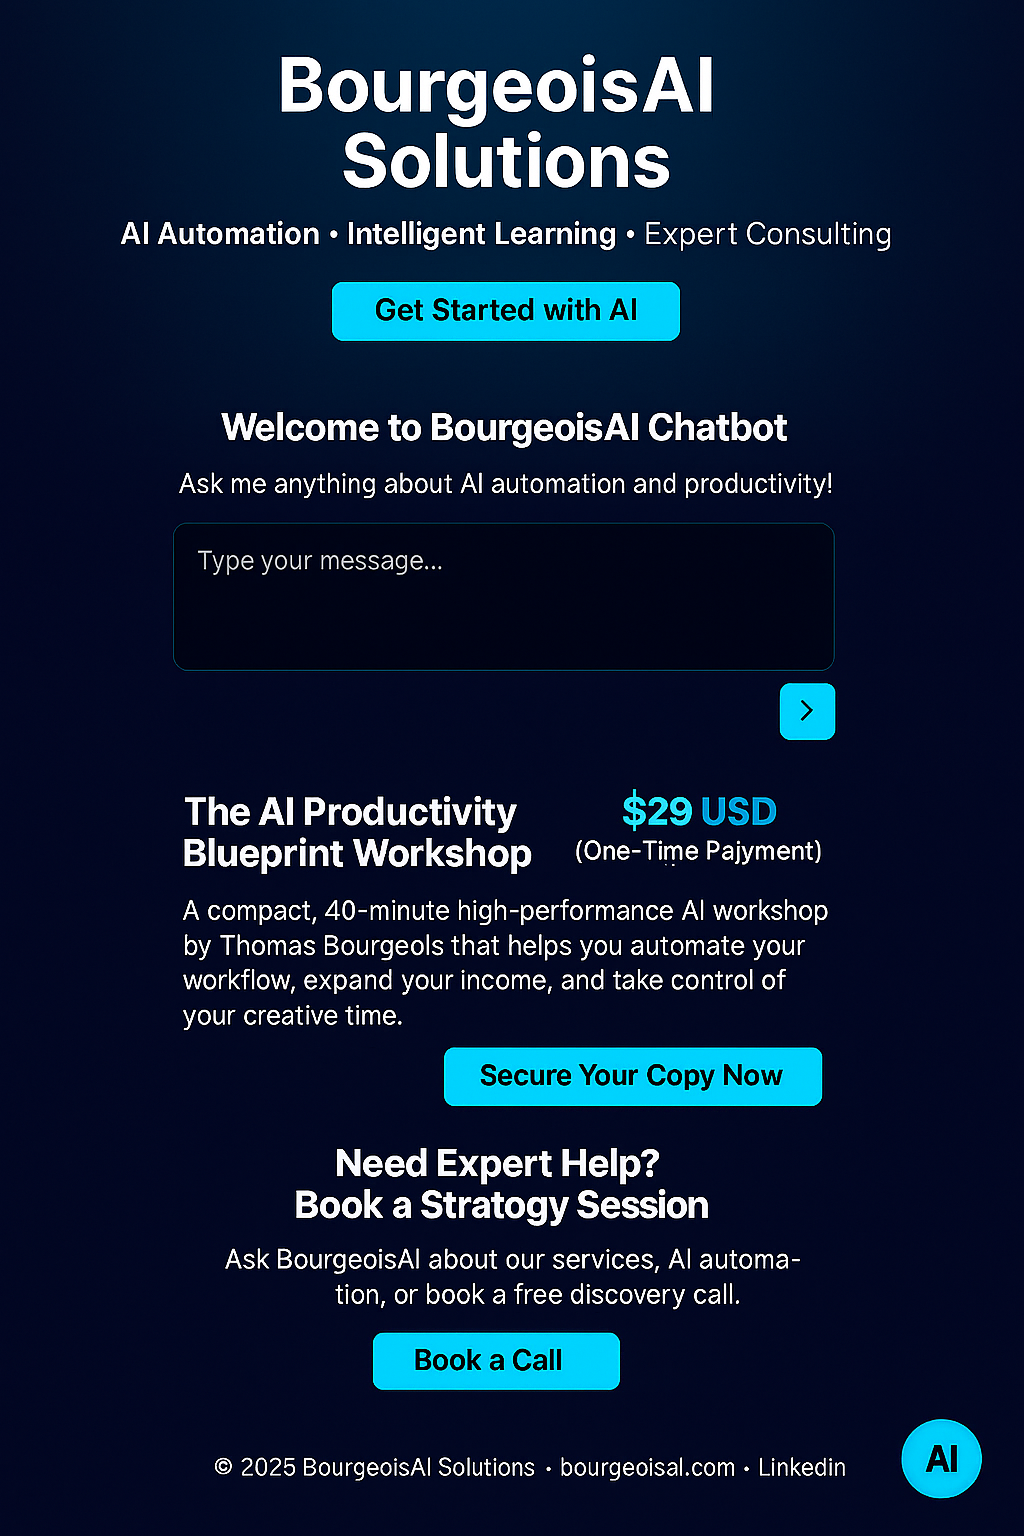 BourgeoisAI
Solutions
AI Automation • Intelligent Learning • Expert Consulting
Get Started with AI
Welcome to BourgeoisAI Chatbot
Ask me anything about AI automation and productivity!
Type your message...
The AI Productivity
Blueprint Workshop
$29 USD
(One-Time Pajyment)
A compact, 40-minute high-performance AI workshop
by Thomas Bourgeols that helps you automate your
workflow, expand your income, and take control of
your creative time.
Secure Your Copy Now
Need Expert Help?
Book a Stratogy Session
Ask BourgeoisAI about our services, AI automa-
tion, or book a free discovery call.
Book a Call
© 2025 BourgeoisAI Solutions • bourgeoisal.com • Linkedin
AI